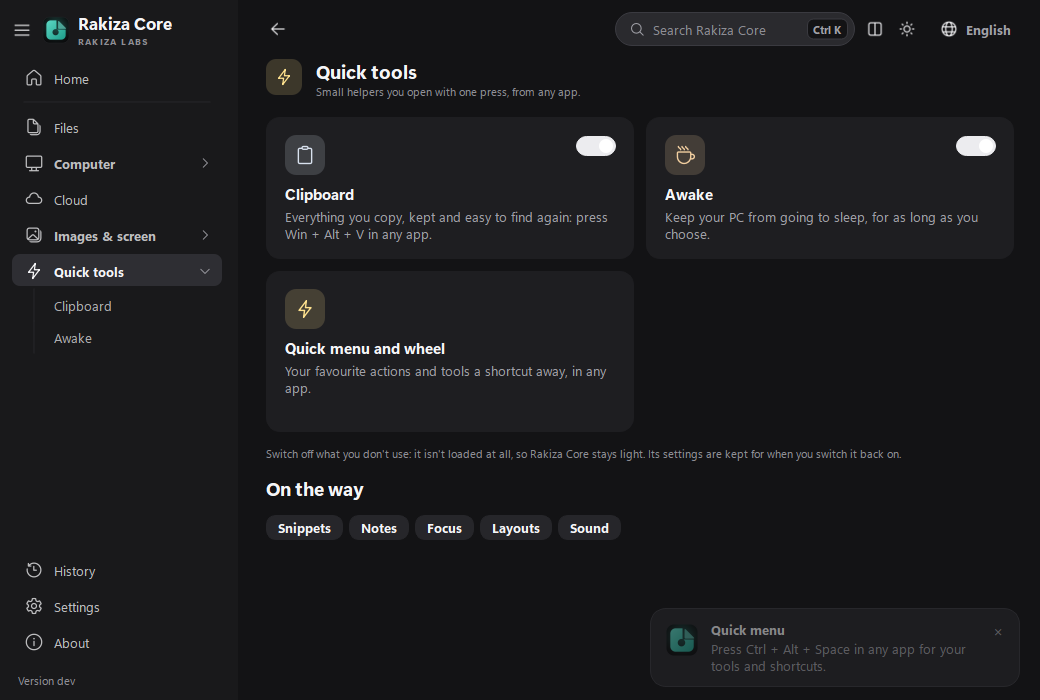 Rakiza Core
RAKIZA LABS
Home
Files
Computer
Cloud
Images & screen
Quick tools
Clipboard
Awake
History
Settings
About
Version dev
Search Rakiza Core
Ctrl K
English
Quick tools
Small helpers you open with one press, from any app.
Clipboard
Everything you copy, kept and easy to find again: press
Win + Alt + V in any app.
Awake
Keep your PC from going to sleep, for as long as you
choose.
Quick menu and wheel
Your favourite actions and tools a shortcut away, in any
app.
Switch off what you don't use: it isn't loaded at all, so Rakiza Core stays light. Its settings are kept for when you switch it back on.
On the way
Snippets
Notes
Focus
Layouts
Sound
Quick menu
Press Ctrl + Alt + Space in any app for your
tools and shortcuts.